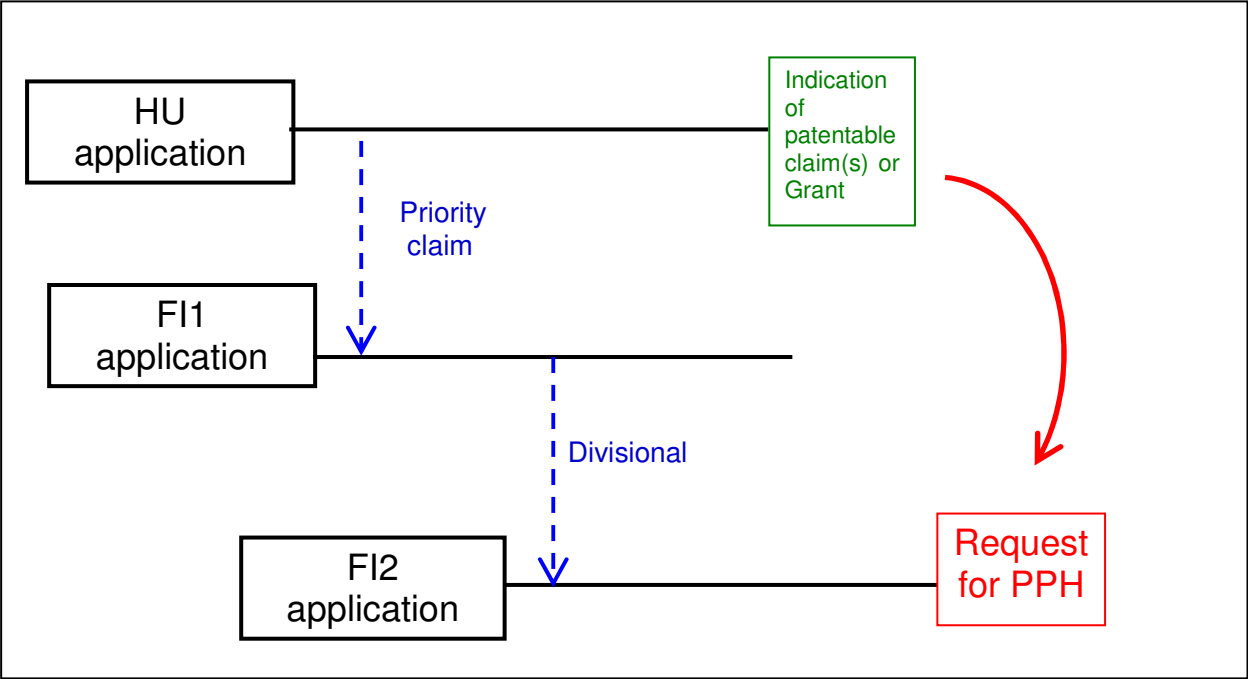 HU
application
Indication
of
patentable
claim(s) or
Grant
Priority
claim
FI1
application
Divisional
FI2
application
Request
for PPH